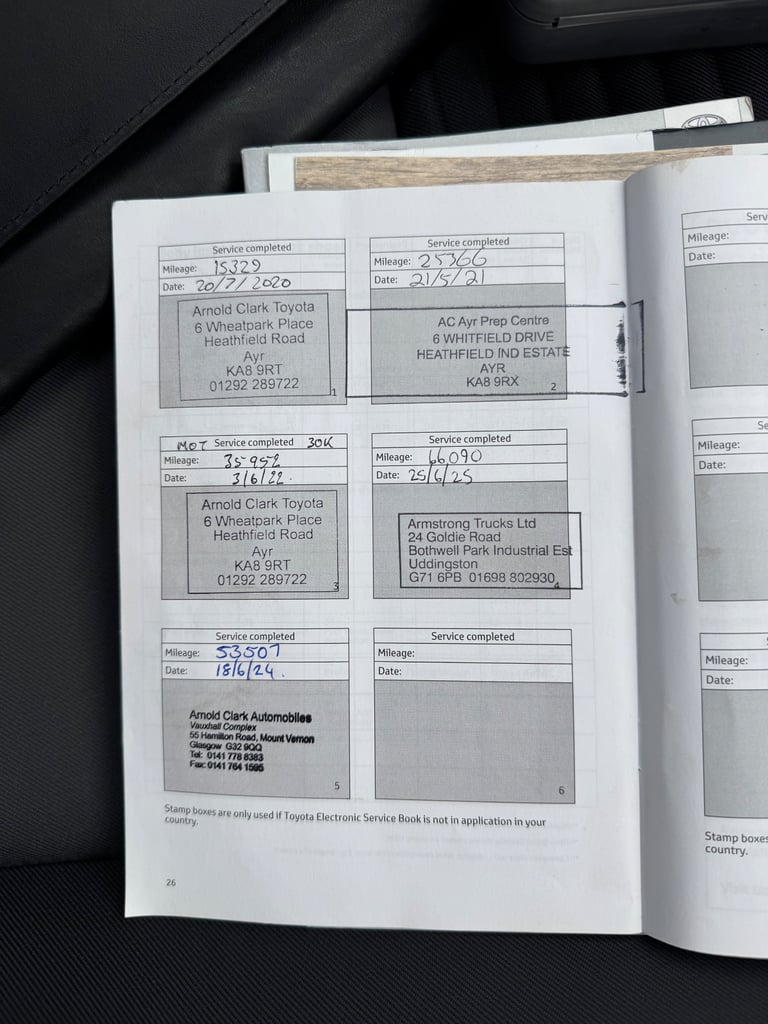 Service completed
Mileage: 15329
Date: 20/7/2020
Arnold Clark Toyota
6 Wheatpark Place
Heathfield Road
Ayr
KA8 9RT
01292 289722
1
Service completed
Mileage: 25366
Date: 21/5/21
AC Ayr Prep Centre
6 WHITFIELD DRIVE
HEATHFIELD IND ESTATE
AYR
KA8 9RX
2
MOT Service completed 30K
Mileage: 35952
Date: 3/6/22.
Arnold Clark Toyota
6 Wheatpark Place
Heathfield Road
Ayr
KA8 9RT
01292 289722
3
Service completed
Mileage: 66090
Date: 25/6/25
Armstrong Trucks Ltd
24 Goldie Road
Bothwell Park Industrial Est
Uddingston
G71 6PB 01698 802930
4
Service completed
Mileage: 53507
Date: 18/6/24.
Arnold Clark Automobiles
Vauxhall Complex
55 Hamilton Road, Mount Vernon
Glasgow G32 9QQ
Tel: 0141 778 8383
Fax: 0141 764 1595
5
Service completed
Mileage:
Date:
6
Stamp boxes are only used if Toyota Electronic Service Book is not in application in your
country.
26
Mileage:
Date:
Mileage:
Date:
Mileage:
Date:
Stamp boxes
country.